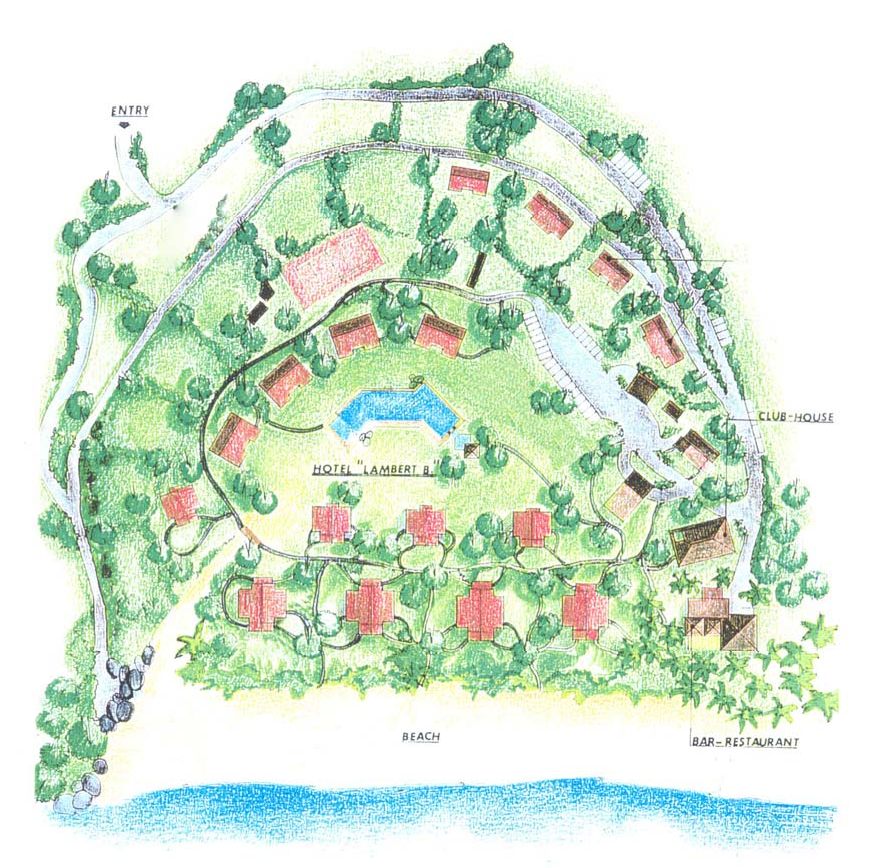 ENTRY
CLUB-HOUSE
HOTEL "LAMBERT B."
BEACH
BAR-RESTAURANT